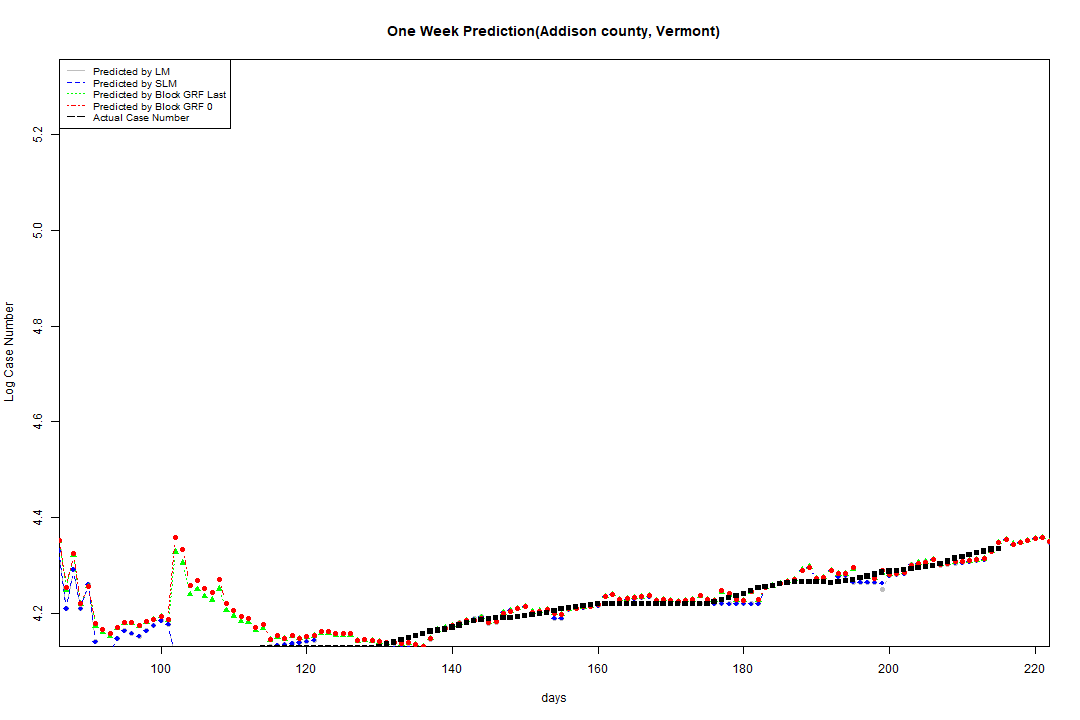 One Week Prediction(Addison county, Vermont)
Predicted by LM
Predicted by SLM
Predicted by Block GRF Last
Predicted by Block GRF 0
Actual Case Number
5.2
5.0
4.8
4.6
4.4
4.2
Log Case Number
100 120 140 160 180 200 220
days